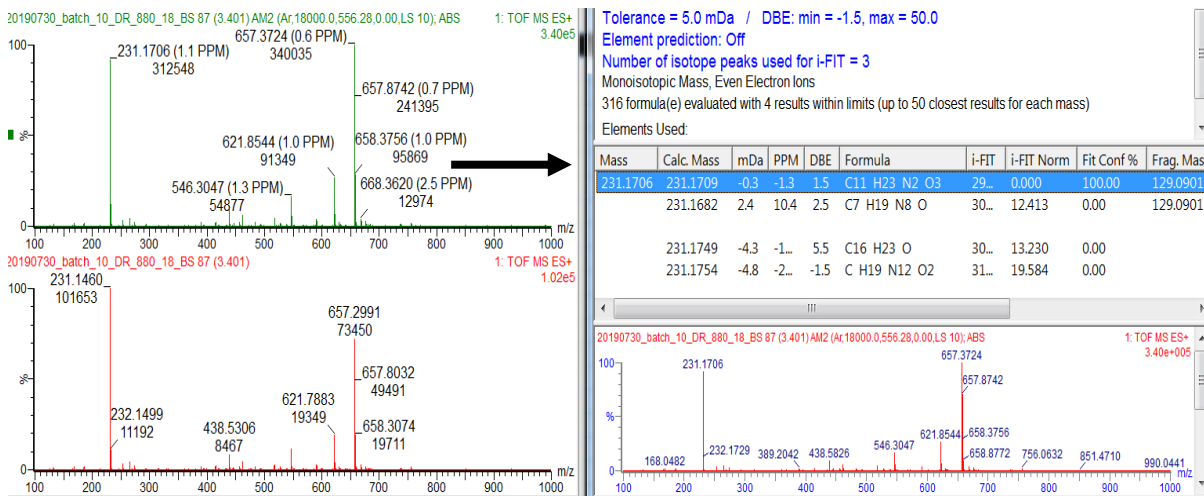 20190730_batch_10_DR_880_18_BS 87 (3.401) AM2 (Ar,18000.0,556.28,0.00,LS 10); ABS
1: TOF MS ES+
3.40e5
657.3724 (0.6 PPM)
340035
231.1706 (1.1 PPM)
312548
657.8742 (0.7 PPM)
241395
621.8544 (1.0 PPM)
91349
658.3756 (1.0 PPM)
95869
546.3047 (1.3 PPM)
54877
668.3620 (2.5 PPM)
12974
100
%
0
100 200 300 400 500 600 700 800 900 1000 m/z
20190730_batch_10_DR_880_18_BS 87 (3.401)
1: TOF MS ES+
1.02e5
231.1460
101653
657.2991
73450
657.8032
49491
621.7883
19349
658.3074
19711
232.1499
11192
438.5306
8467
100
%
0
100 200 300 400 500 600 700 800 900 1000 m/z
Tolerance = 5.0 mDa / DBE: min = -1.5, max = 50.0
Element prediction: Off
Number of isotope peaks used for i-FIT = 3
Monoisotopic Mass, Even Electron Ions
316 formula(e) evaluated with 4 results within limits (up to 50 closest results for each mass)
Elements Used:
Mass Calc. Mass mDa PPM DBE Formula i-FIT i-FIT Norm Fit Conf % Frag. Mas
231.1706 231.1709 -0.3 -1.3 1.5 C11 H23 N2 O3 29... 0.000 100.00 129.0901
231.1682 2.4 10.4 2.5 C7 H19 N8 O 30... 12.413 0.00 129.0901
231.1749 -4.3 -1... 5.5 C16 H23 O 30... 13.230 0.00
231.1754 -4.8 -2... -1.5 C H19 N12 O2 31... 19.584 0.00
20190730_batch_10_DR_880_18_BS 87 (3.401) AM2 (Ar,18000.0,556.28,0.00,LS 10); ABS
1: TOF MS ES+
3.40e+005
657.3724
231.1706
657.8742
621.8544
658.3756
546.3047
658.8772
232.1729
168.0482
389.2042
438.5826
756.0632
851.4710
990.0441
100
%
0
100 200 300 400 500 600 700 800 900 1000 m/z